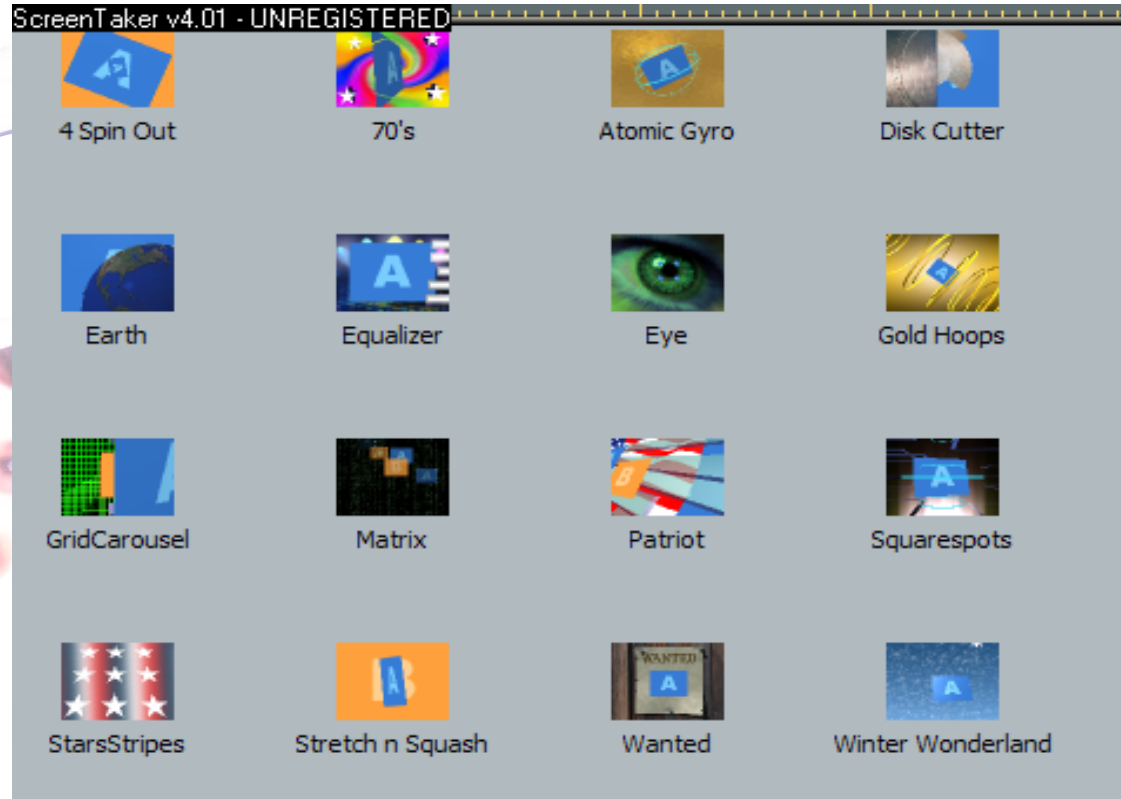 ScreenTaker v4.01 - UNREGISTERED
A
A
A
4 Spin Out
70's
Atomic Gyro
Disk Cutter
A
A
Earth
Equalizer
Eye
Gold Hoops
B
A
GridCarousel
Matrix
Patriot
Squarespots
WANTED
B
A
A
A
StarsStripes
Stretch n Squash
Wanted
Winter Wonderland